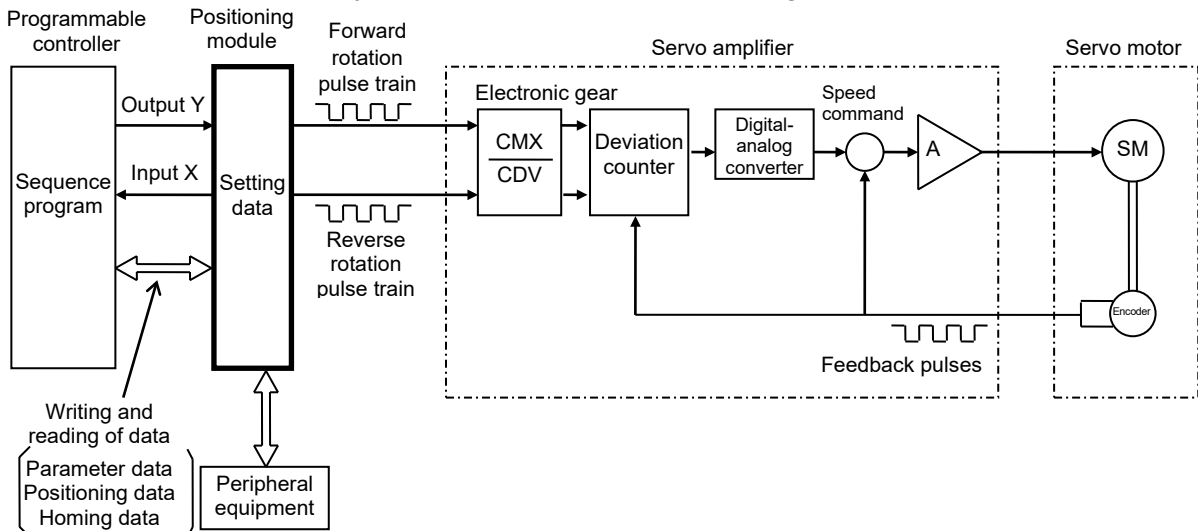 Programmable
controller
Positioning
module
Forward
rotation
pulse train
Servo amplifier
Servo motor
Output Y
Input X
Sequence
program
Setting
data
Electronic gear
CMX
CDV
Deviation
counter
Digital-
analog
converter
Speed
command
A
SM
Reverse
rotation
pulse train
Encoder
Feedback pulses
Writing and
reading of data
Parameter data
Positioning data
Homing data
Peripheral
equipment